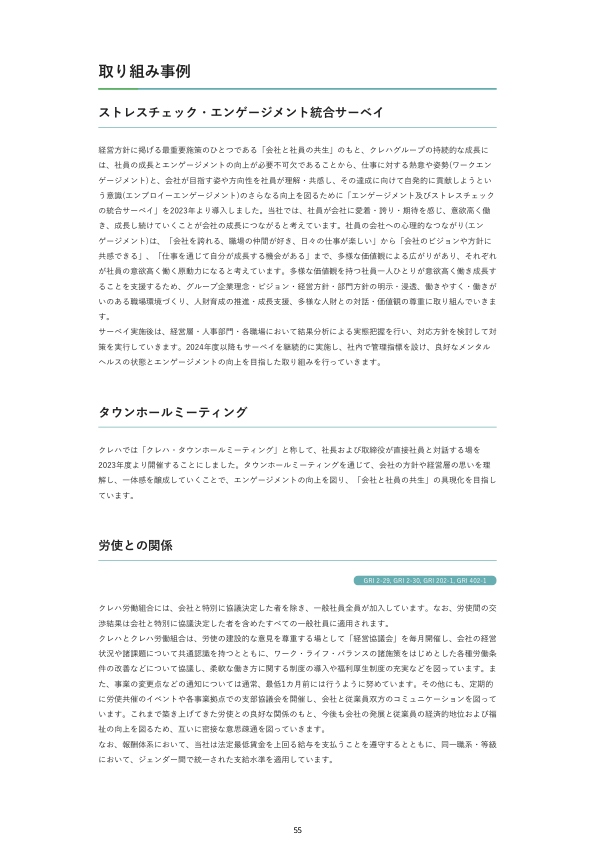 取り組み事例
ストレスチェック・エンゲージメント統合サーベイ
経営方針に掲げる最重要施策のひとつである「会社と社員の共生」のもと、クレハグループの持続的な成長に
は、社員の成長とエンゲージメントの向上が必要不可欠であることから、仕事に対する熱意や姿勢(ワークエン
ゲージメント)と、会社が目指す姿や方向性を社員が理解・共感し、その達成に向けて自発的に貢献しようとい
う意識(エンプロイーエンゲージメント)のさらなる向上を図るために「エンゲージメント及びストレスチェック
の統合サーベイ」を2023年より導入しました。当社では、社員が会社に愛着・誇り・期待を感じ、意欲高く働
き、成長し続けていくことが会社の成長につながると考えています。社員の会社への心理的なつながり(エン
ゲージメント)は、「会社を誇れる、職場の仲間が好き、日々の仕事が楽しい」から「会社のビジョンや方針に
共感できる」、「仕事を通じて自分が成長する機会がある」まで、多様な価値観による広がりがあり、それぞれ
が社員の意欲高く働く原動力になると考えています。多様な価値観を持つ社員一人ひとりが意欲高く働き成長す
ることを支援するため、グループ企業理念・ビジョン・経営方針・部門方針の明示・浸透、働きやすく・働きが
いのある職場環境づくり、人財育成の推進・成長支援、多様な人財との対話・価値観の尊重に取り組んでいきま
す。
サーベイ実施後は、経営層・人事部門・各職場において結果分析による実態把握を行い、対応方針を検討して対
策を実行していきます。2024年度以降もサーベイを継続的に実施し、社内で管理指標を設け、良好なメンタル
ヘルスの状態とエンゲージメントの向上を目指した取り組みを行っていきます。
タウンホールミーティング
クレハでは「クレハ・タウンホールミーティング」と称して、社長および取締役が直接社員と対話する場を
2023年度より開催することにしました。タウンホールミーティングを通じて、会社の方針や経営層の思いを理
解し、一体感を醸成していくことで、エンゲージメントの向上を図り、「会社と社員の共生」の具現化を目指し
ています。
労使との関係
GRI 2-29, GRI 2-30, GRI 202-1, GRI 402-1
クレハ労働組合には、会社と特別に協議決定した者を除き、一般社員全員が加入しています。なお、労使間の交
渉結果は会社と特別に協議決定した者を含めたすべての一般社員に適用されます。
クレハとクレハ労働組合は、労使の建設的な意見を尊重する場として「経営協議会」を毎月開催し、会社の経営
状況や諸課題について共通認識を持つとともに、ワーク・ライフ・バランスの諸施策をはじめとした各種労働条
件の改善などについて協議し、柔軟な働き方に関する制度の導入や福利厚生制度の充実などを図っています。ま
た、事業の変更点などの通知については通常、最低1カ月前には行うように努めています。その他にも、定期的
に労使共催のイベントや各事業拠点での支部協議会を開催し、会社と従業員双方のコミュニケーションを図って
います。これまで築き上げてきた労使との良好な関係のもと、今後も会社の発展と従業員の経済的地位および福
祉の向上を図るため、互いに密接な意思疎通を図っていきます。
なお、報酬体系において、当社は法定最低賃金を上回る給与を支払うことを遵守するとともに、同一職系・等級
において、ジェンダー間で統一された支給水準を適用しています。
55